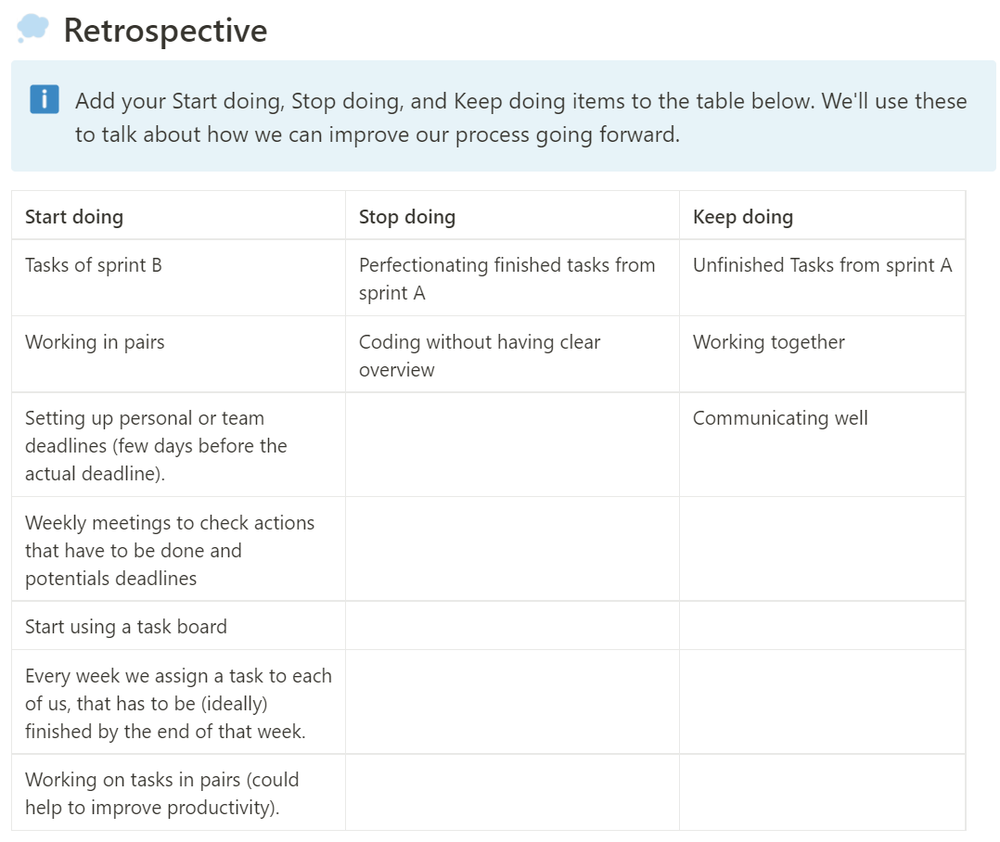 Retrospective
Add your Start doing, Stop doing, and Keep doing items to the table below. We'll use these
to talk about how we can improve our process going forward.
Start doing
Stop doing
Keep doing
Tasks of sprint B
Perfectionating finished tasks from
sprint A
Unfinished Tasks from sprint A
Working in pairs
Coding without having clear
overview
Working together
Setting up personal or team
deadlines (few days before the
actual deadline).
Communicating well
Weekly meetings to check actions
that have to be done and
potentials deadlines
Start using a task board
Every week we assign a task to each
of us, that has to be (ideally)
finished by the end of that week.
Working on tasks in pairs (could
help to improve productivity).